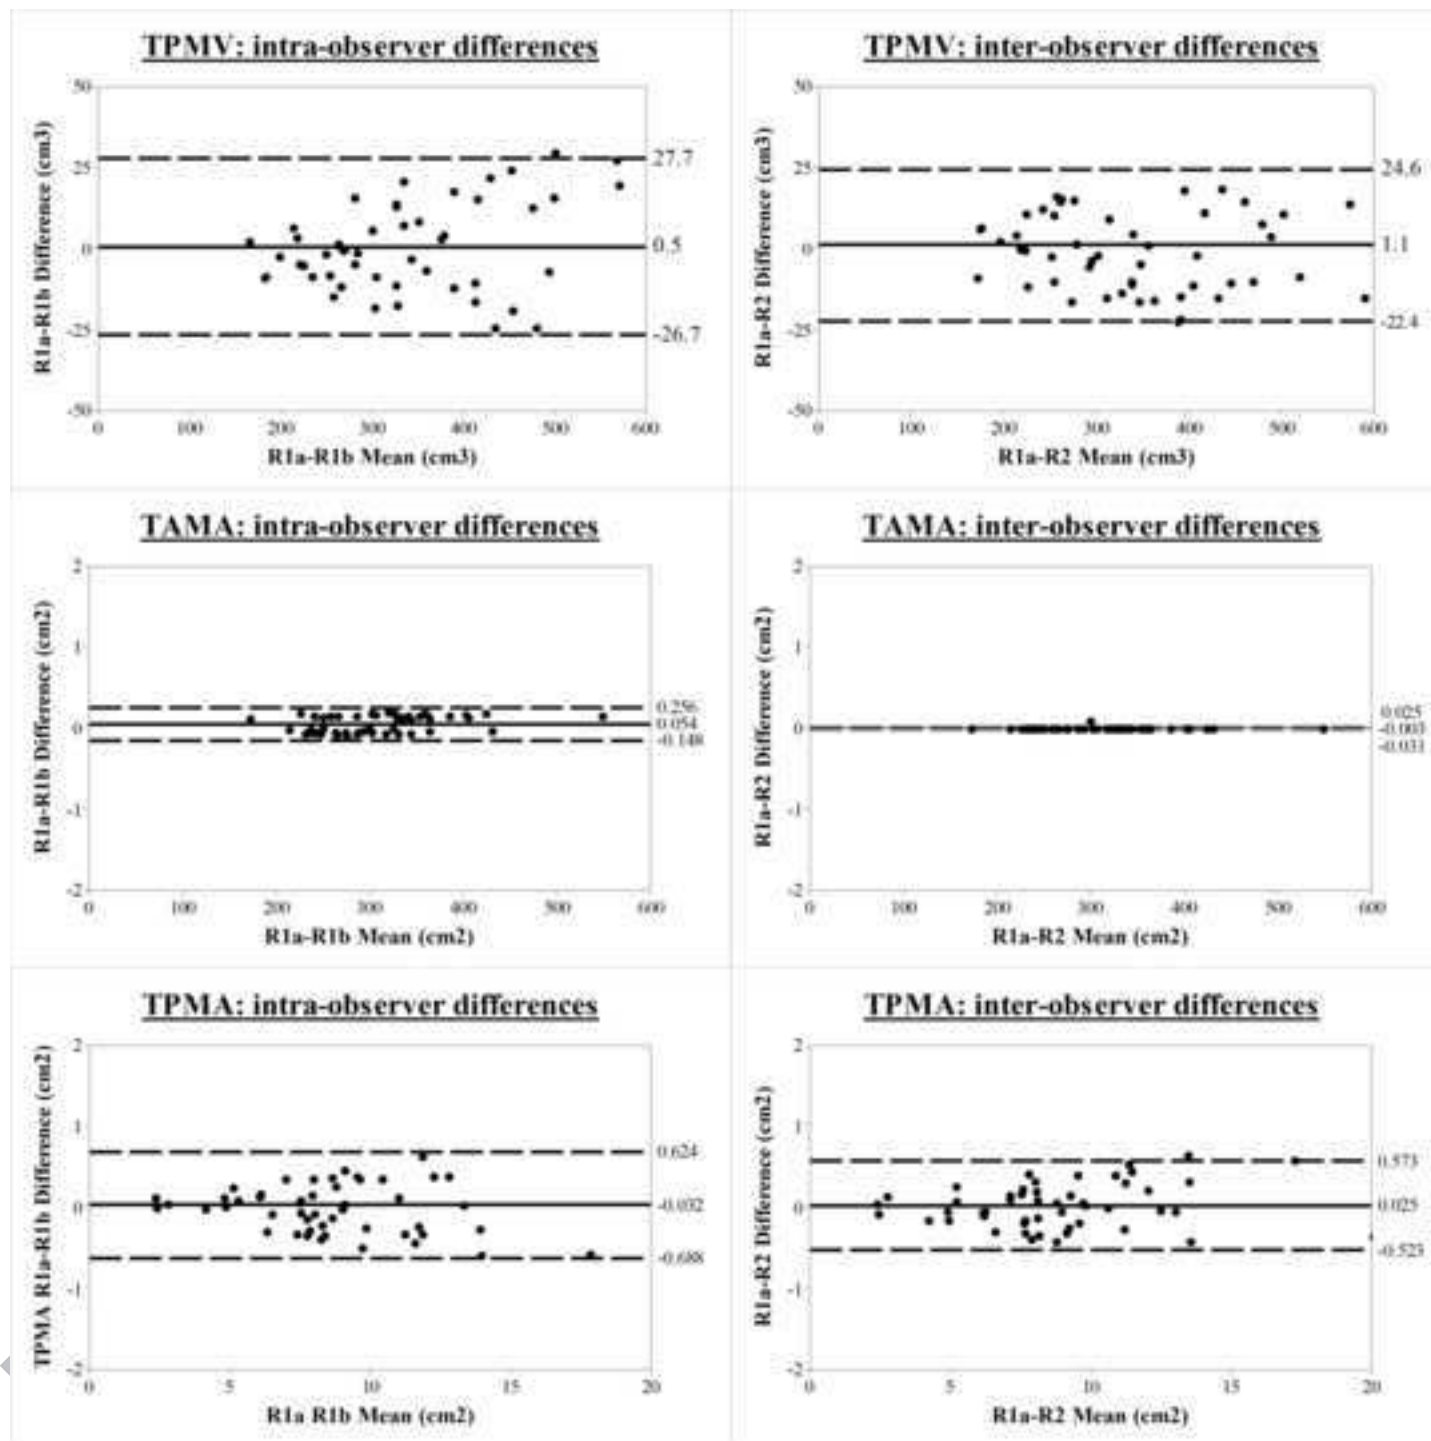 TPMV: intra-observer differences
R1a-R1b Difference (cm3)
50
25
0
-25
-50
27.7
0.5
-26.7
0 100 200 300 400 500 600
R1a-R1b Mean (cm3)
TPMV: inter-observer differences
R1a-R2 Difference (cm3)
50
25
0
-25
-50
24.6
1.1
-22.4
0 100 200 300 400 500 600
R1a-R2 Mean (cm3)
TAMA: intra-observer differences
R1a-R1b Difference (cm2)
2
1
0
-1
-2
0.256
0.054
-0.148
0 100 200 300 400 500 600
R1a-R1b Mean (cm2)
TAMA: inter-observer differences
R1a-R2 Difference (cm2)
2
1
0
-1
-2
0.025
-0.003
-0.031
0 100 200 300 400 500 600
R1a-R2 Mean (cm2)
TPMA: intra-observer differences
TPMA R1a-R1b Difference (cm2)
2
1
0
-1
-2
0.624
-0.032
-0.688
0 5 10 15 20
R1a R1b Mean (cm2)
TPMA: inter-observer differences
R1a-R2 Difference (cm2)
2
1
0
-1
-2
0.573
0.025
-0.523
0 5 10 15 20
R1a-R2 Mean (cm2)